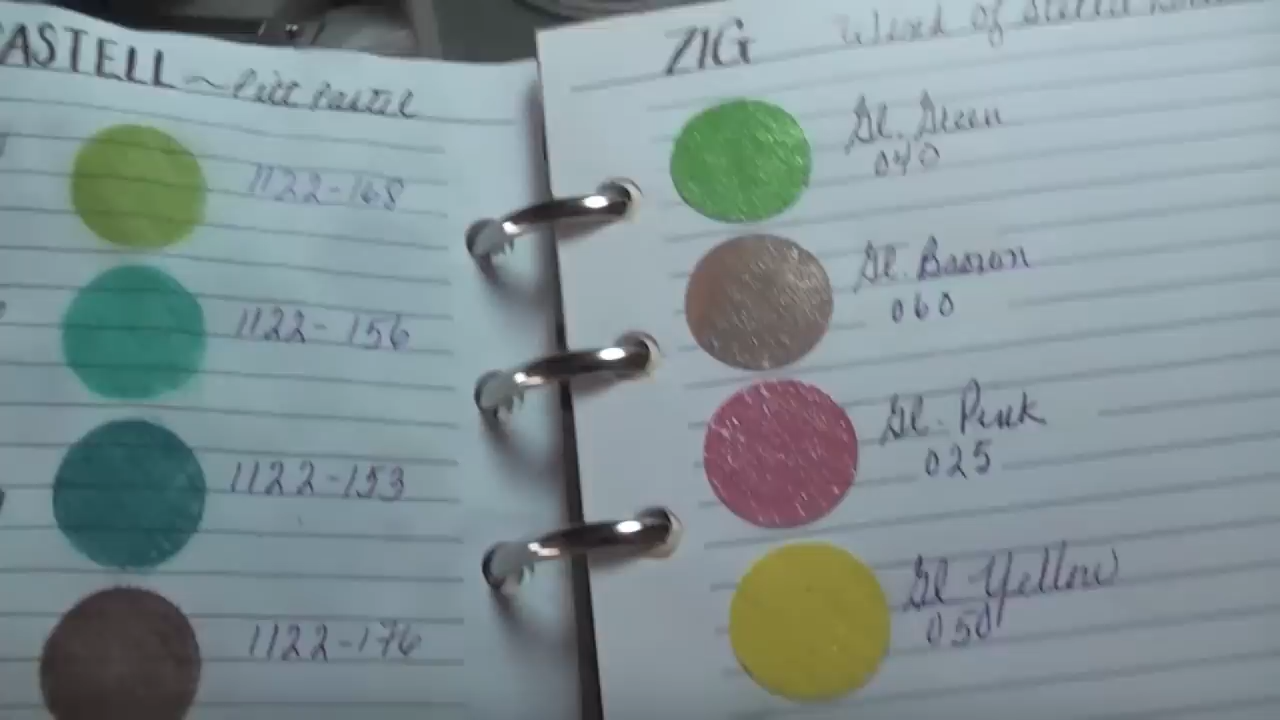 ASTELL ~ Pitt Pastel
1122-168
1122-156
1122-153
1122-176
ZIG
of
Gl. Green
040
Gl. Brown
060
Gl. Pink
025
Gl Yellow
050